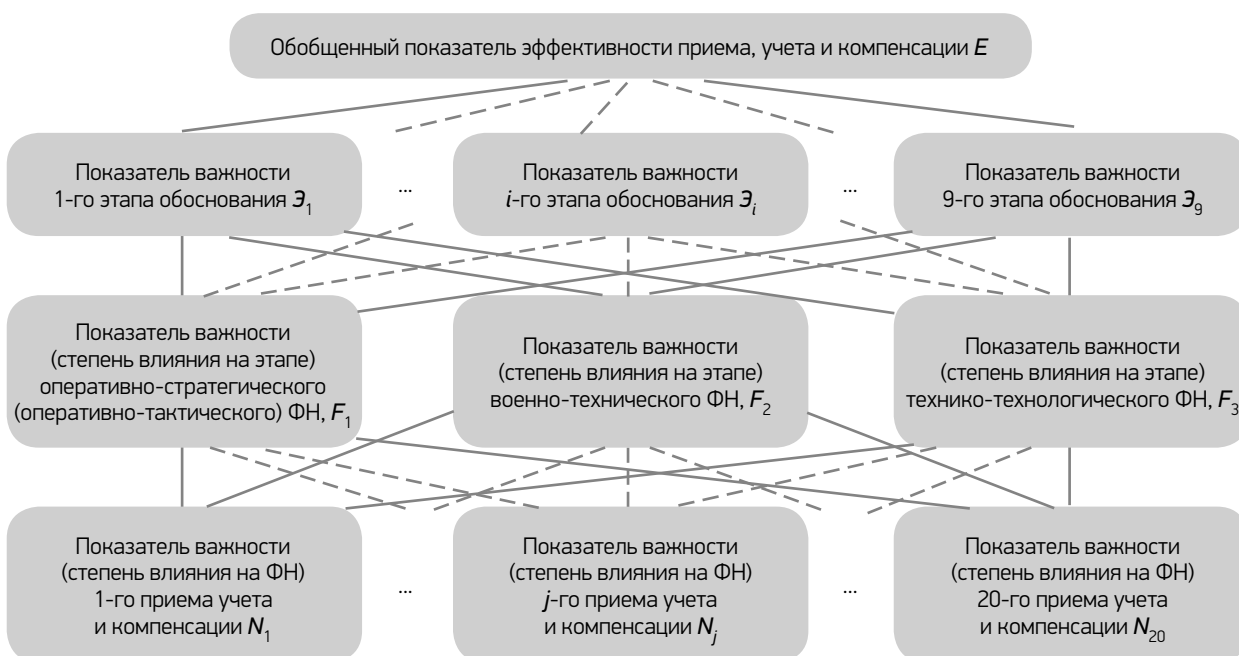 Обобщенный показатель эффективности приема, учета и компенсации E
Показатель важности
1-го этапа обоснования Э₁
...
Показатель важности
i-го этапа обоснования Э_i
...
Показатель важности
9-го этапа обоснования Э₉
Показатель важности
(степень влияния на этапе)
оперативно-стратегического
(оперативно-тактического) ФН, F₁
Показатель важности
(степень влияния на этапе)
военно-технического ФН, F₂
Показатель важности
(степень влияния на этапе)
технико-технологического ФН, F₃
Показатель важности
(степень влияния на ФН)
1-го приема учета
и компенсации N₁
...
Показатель важности
(степень влияния на ФН)
j-го приема учета
и компенсации N_j
...
Показатель важности
(степень влияния на ФН)
20-го приема учета
и компенсации N₂₀